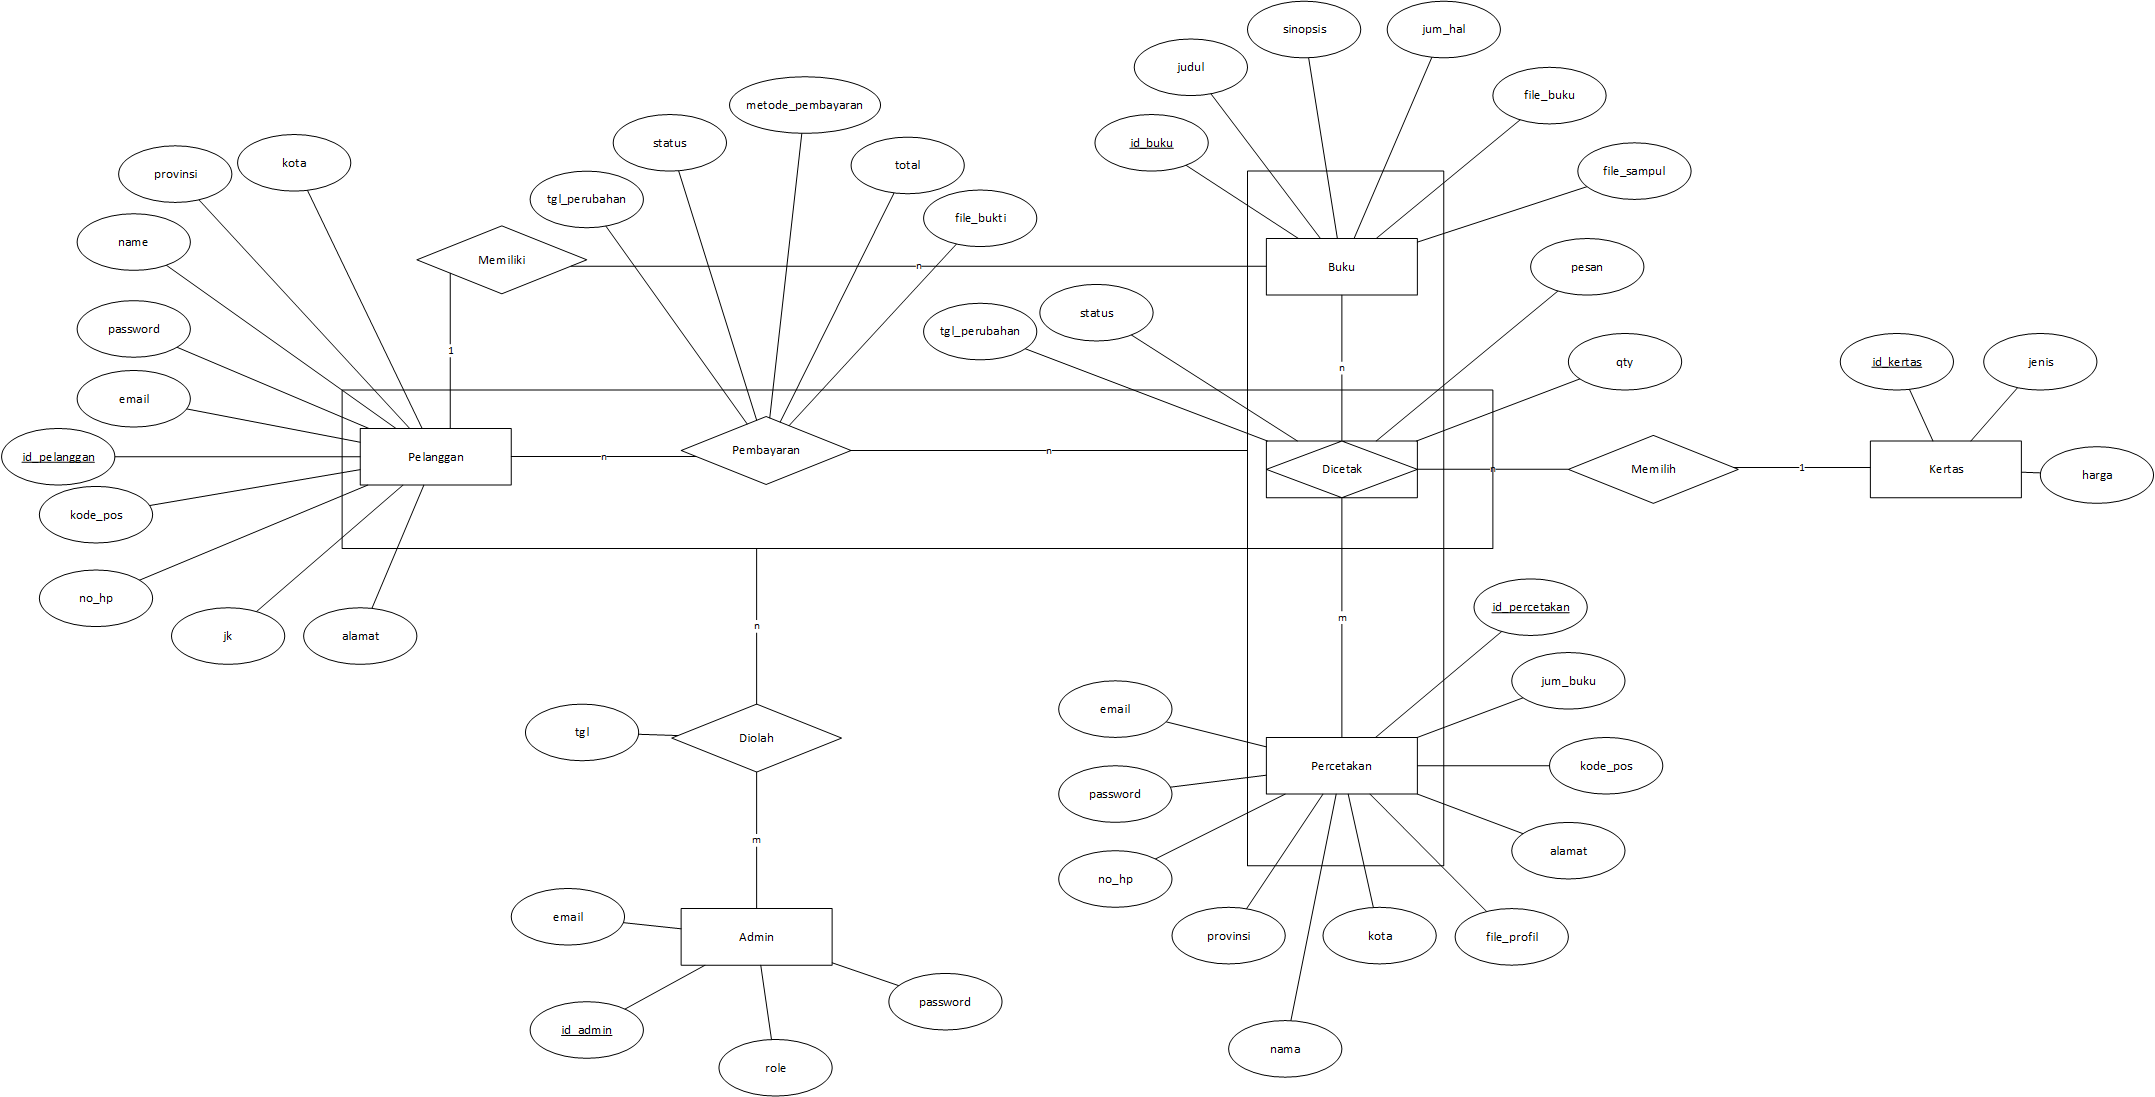 sinopsis
jum_hal
judul
file_buku
metode_pembayaran
id_buku
status
kota
total
provinsi
file_sampul
tgl_perubahan
file_bukti
name
Memiliki
n
Buku
pesan
status
password
tgl_perubahan
1
qty
id_kertas
jenis
n
email
id_pelanggan
Pelanggan
n
Pembayaran
n
Dicetak
n
Memilih
1
Kertas
harga
kode_pos
no_hp
jk
alamat
n
m
id_percetakan
jum_buku
email
tgl
Diolah
Percetakan
kode_pos
password
m
alamat
no_hp
email
Admin
provinsi
kota
file_profil
password
id_admin
nama
role